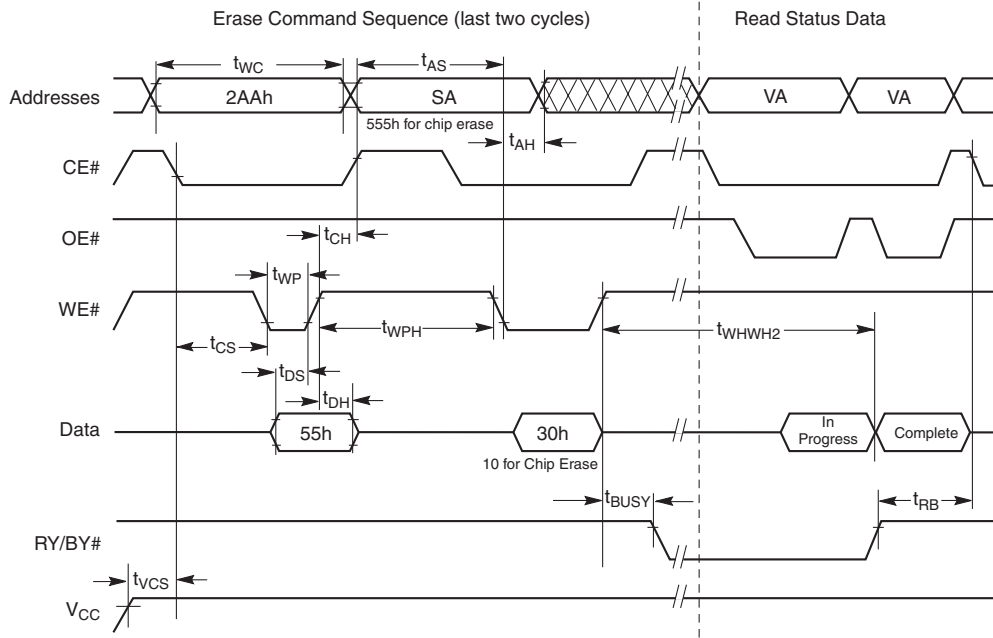 Erase Command Sequence (last two cycles)
Read Status Data
tWC
tAS
Addresses
2AAh
SA
VA
VA
555h for chip erase
tAH
CE#
tCH
OE#
tWP
WE#
tWPH
tWHWH2
tCS
tDS
tDH
Data
55h
30h
In
Progress
Complete
10 for Chip Erase
tBUSY
tRB
RY/BY#
tVCS
VCC